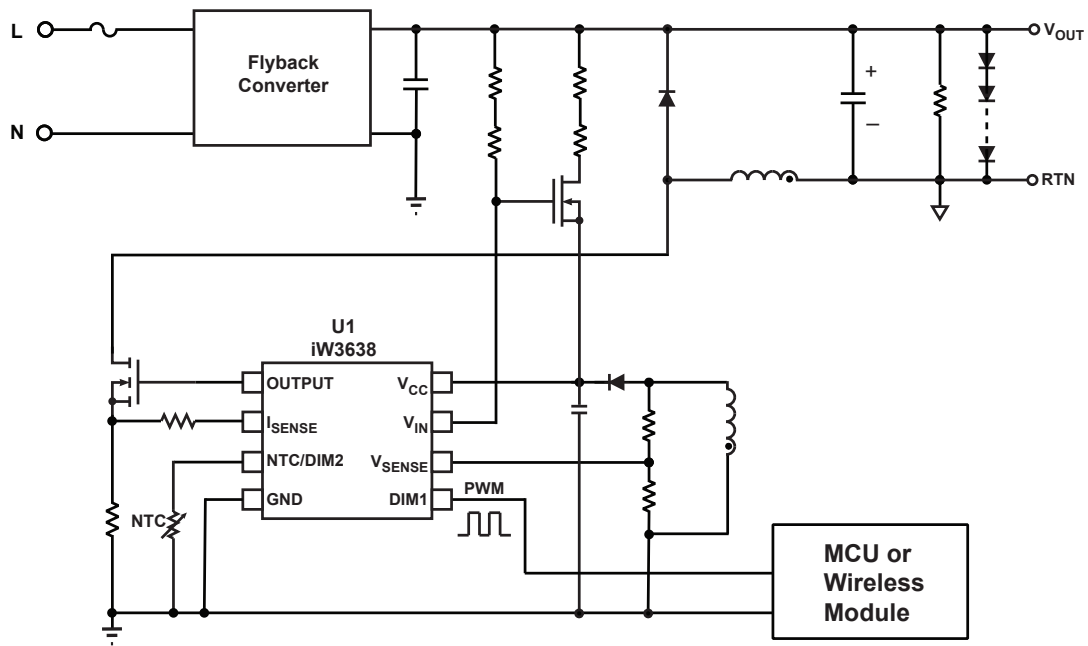 L
N
Flyback
Converter
+
–
VOUT
RTN
U1
iW3638
OUTPUT
ISENSE
NTC/DIM2
GND
VCC
VIN
VSENSE
DIM1
PWM
NTC
MCU or
Wireless
Module